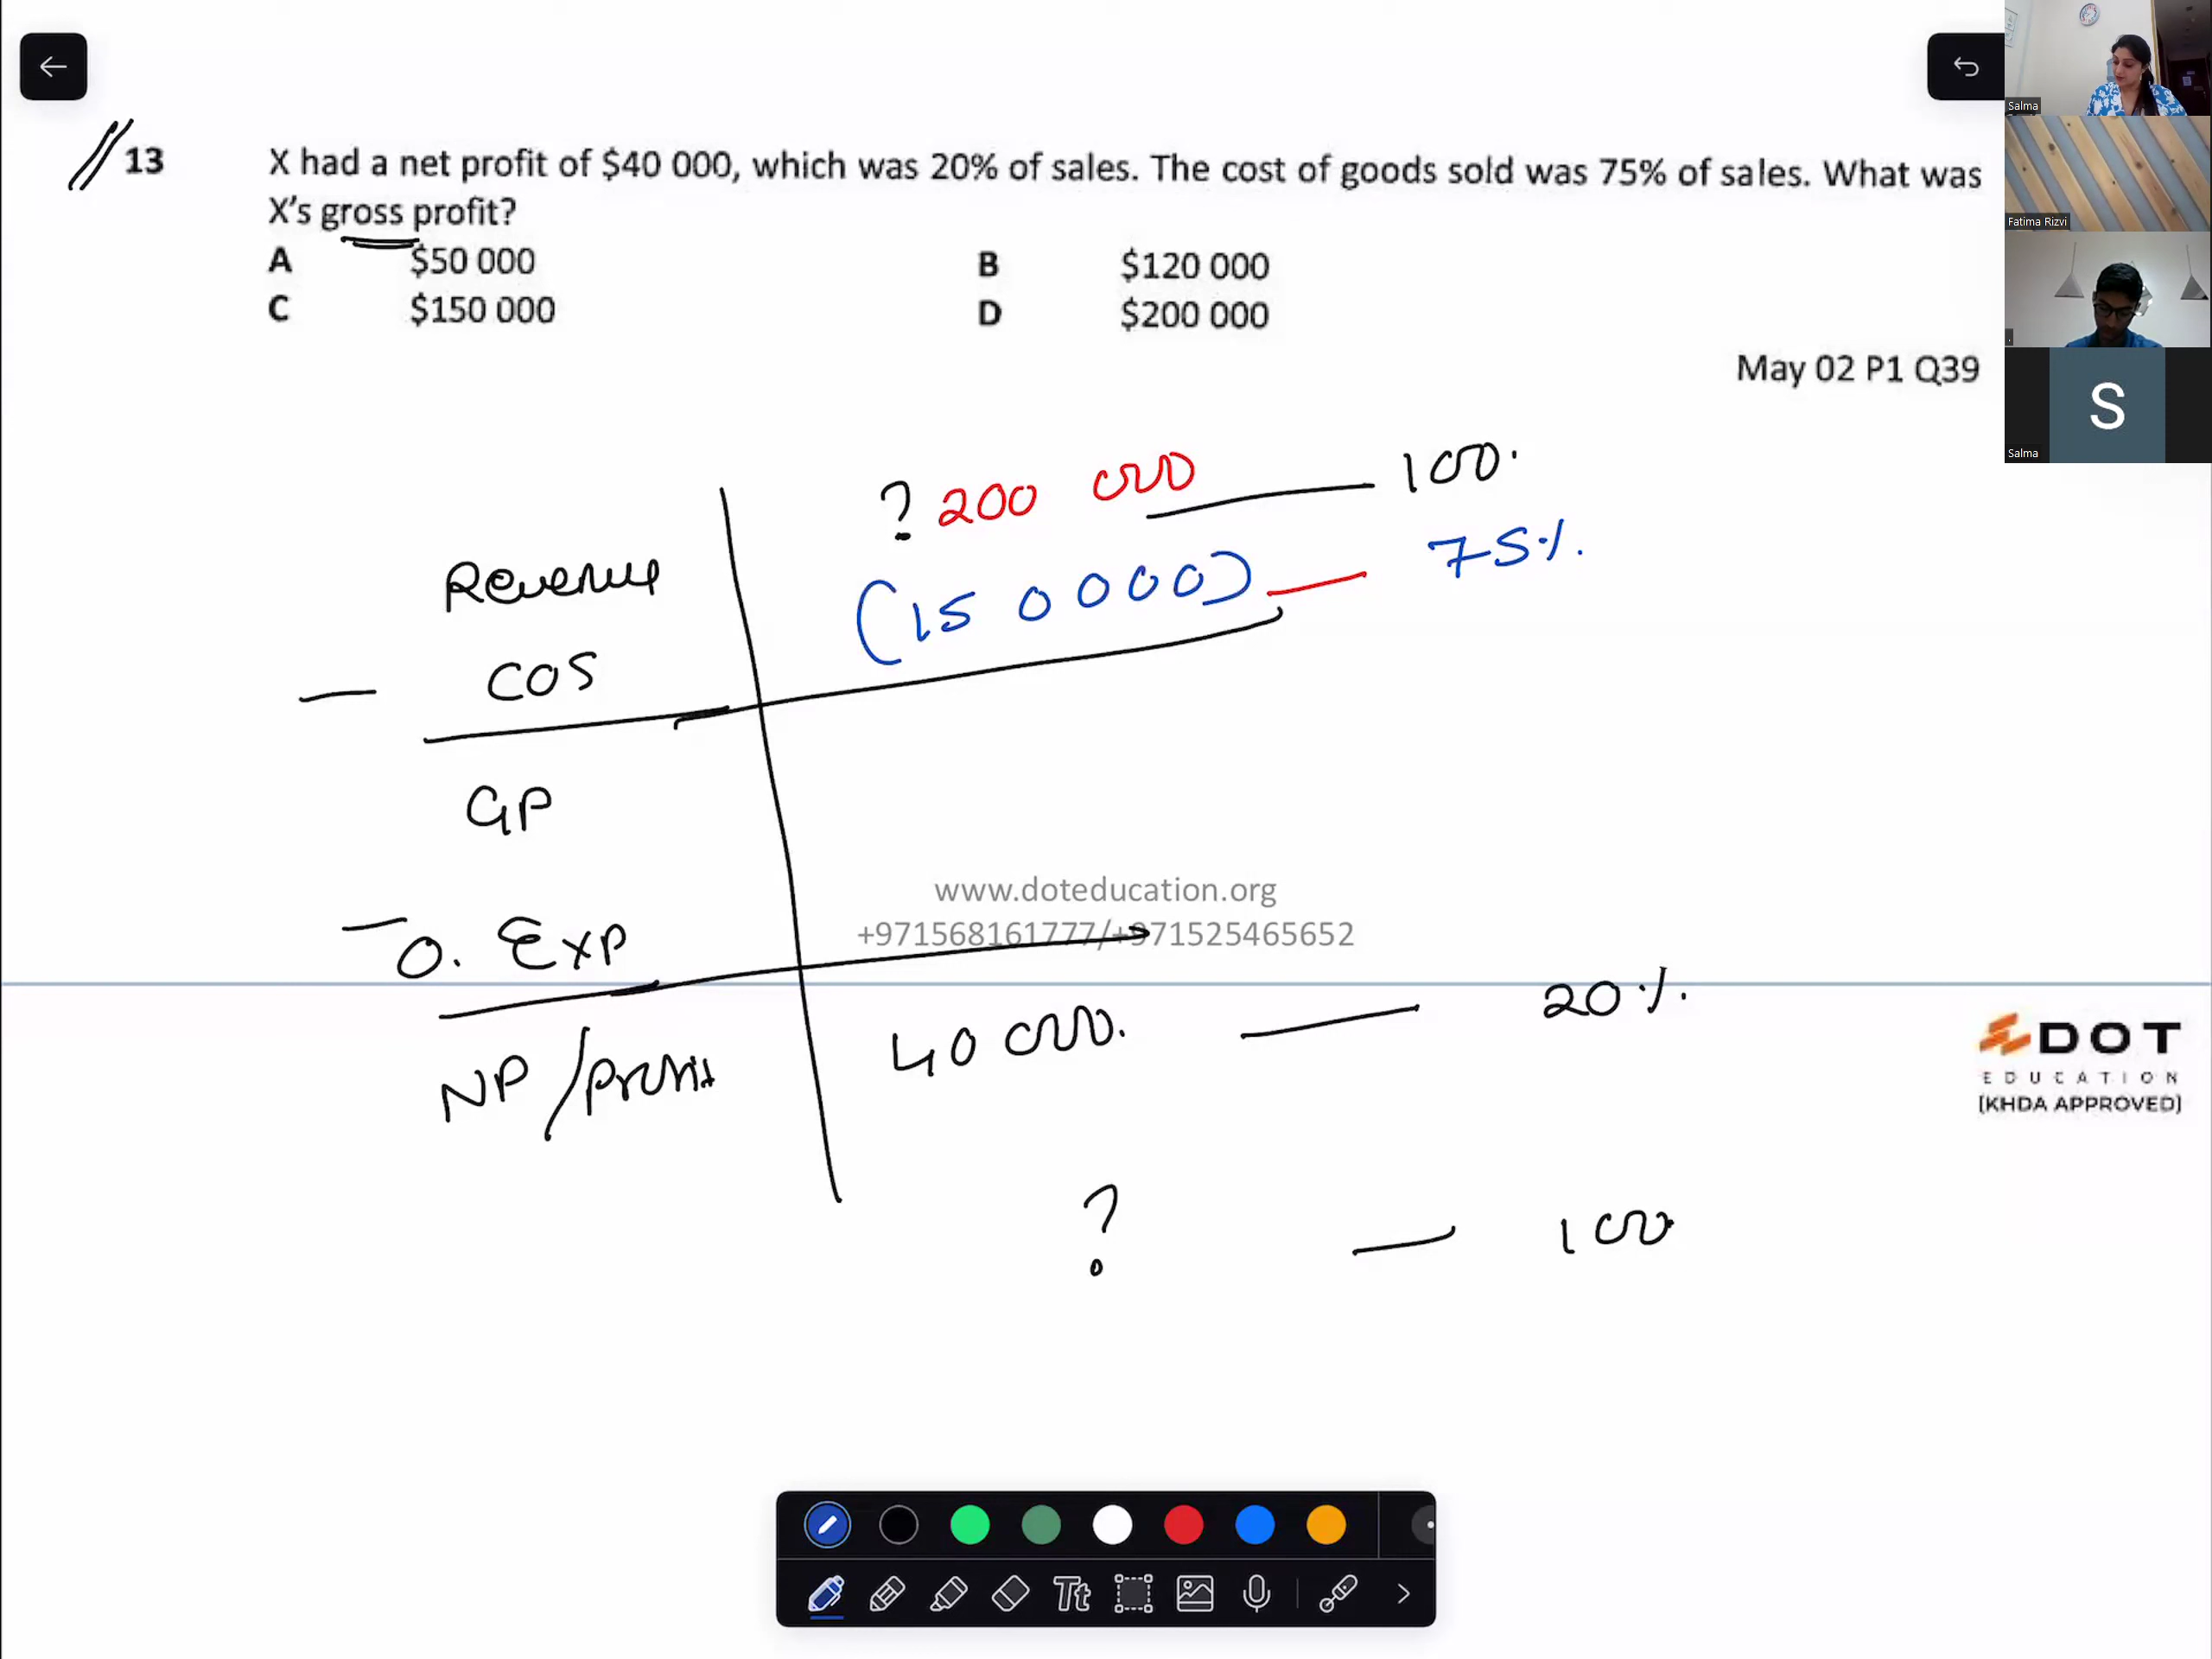 13 X had a net profit of $40 000, which was 20% of sales. The cost of goods sold was 75% of sales. What was
X's gross profit?
A $50 000 B $120 000
C $150 000 D $200 000
May 02 P1 Q39
Salma
Fatima Rizvi
S
Salma
? 200 000 — 100.
Revenue (150000) — 75%.
— COS
GP
www.doteducation.org
+971568161777/+971525465652
— O. Exp
NP/Profit 40 000. — 20%.
? — 100
DOT
EDUCATION
(KHDA APPROVED)
Tt